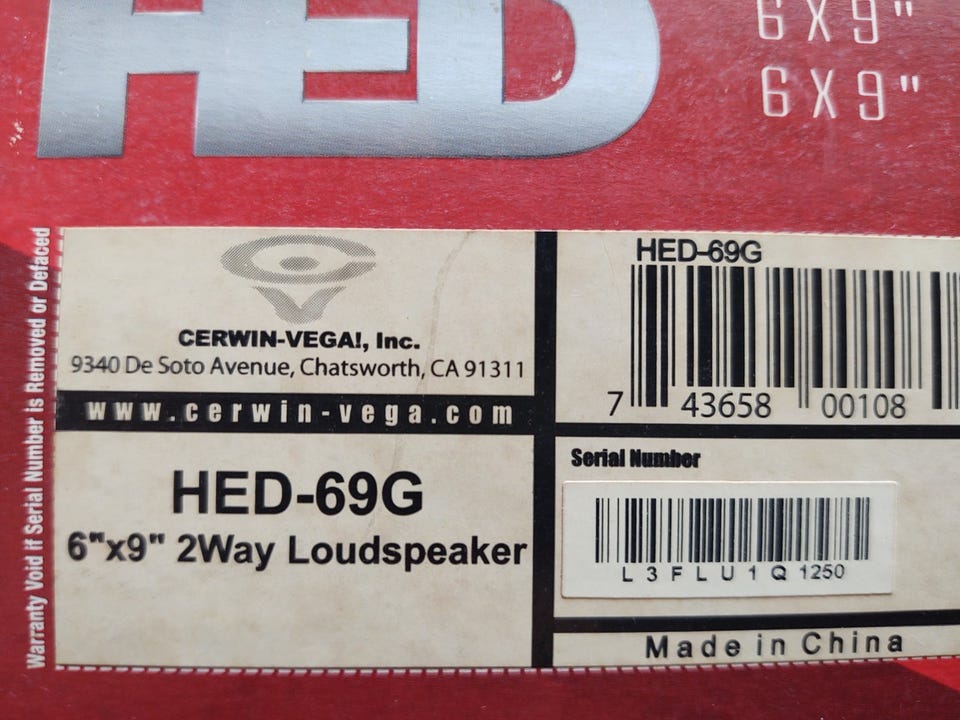 HED
6X9"
6X9"
Warranty Void if Serial Number is Removed or Defaced
CERWIN-VEGA!, Inc.
9340 De Soto Avenue, Chatsworth, CA 91311
www.cerwin-vega.com
HED-69G
6"x9" 2Way Loudspeaker
HED-69G
7 43658 00108
Serial Number
L3FLU1Q1250
Made in China